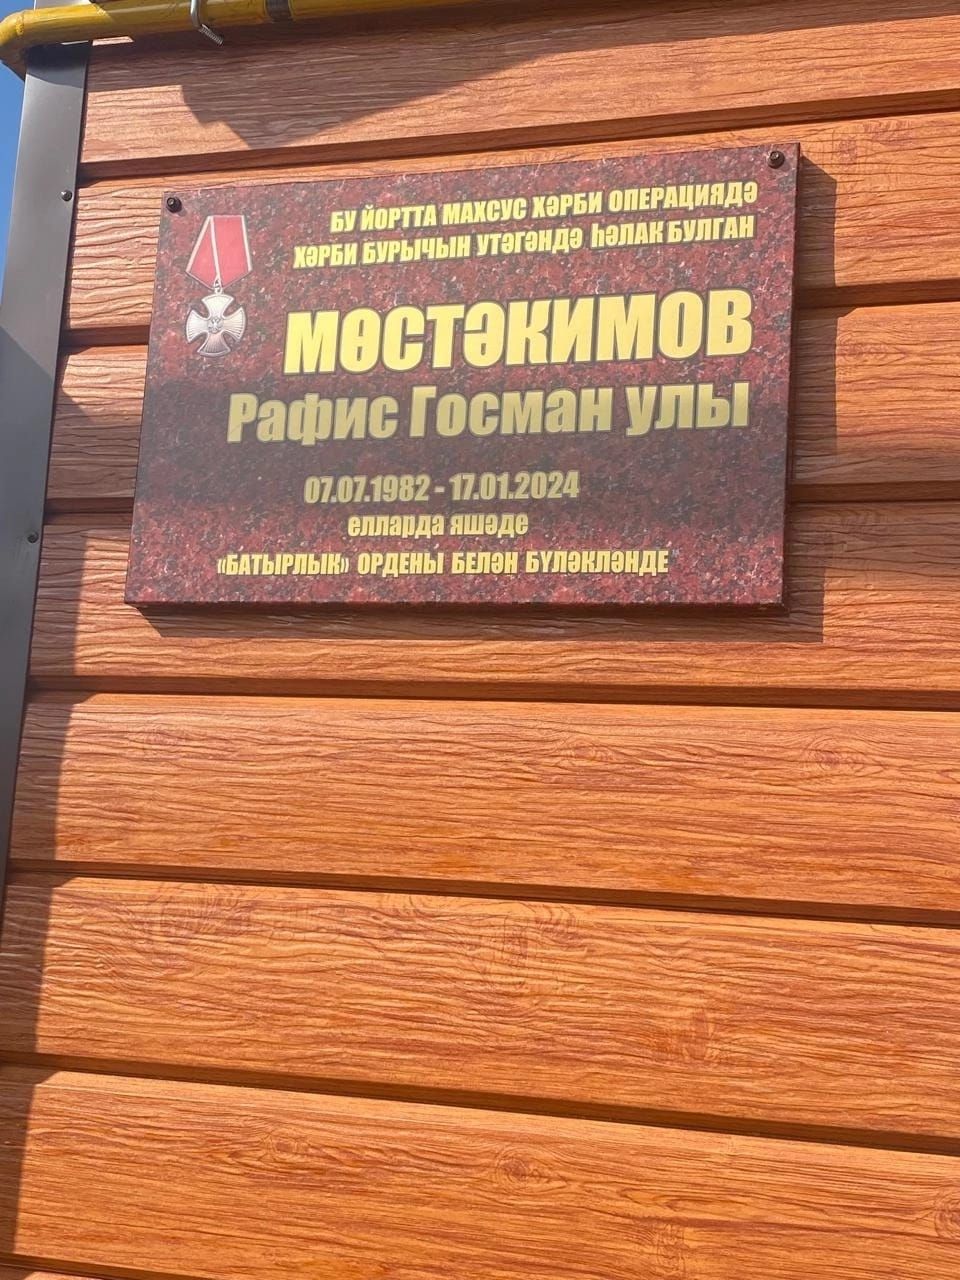 БУ ЙОРТТА МАХСУС ХӘРБИ ОПЕРАЦИЯДӘ
ХӘРБИ БУРЫЧЫН УТӘГӘНДӘ ҺӘЛАК БУЛГАН
МӨСТӘКИМОВ
Рафис Госман улы
07.07.1982 - 17.01.2024
елларда яшәде
«БАТЫРЛЫК» ОРДЕНЫ БЕЛӘН БҮЛӘКЛӘНДЕ